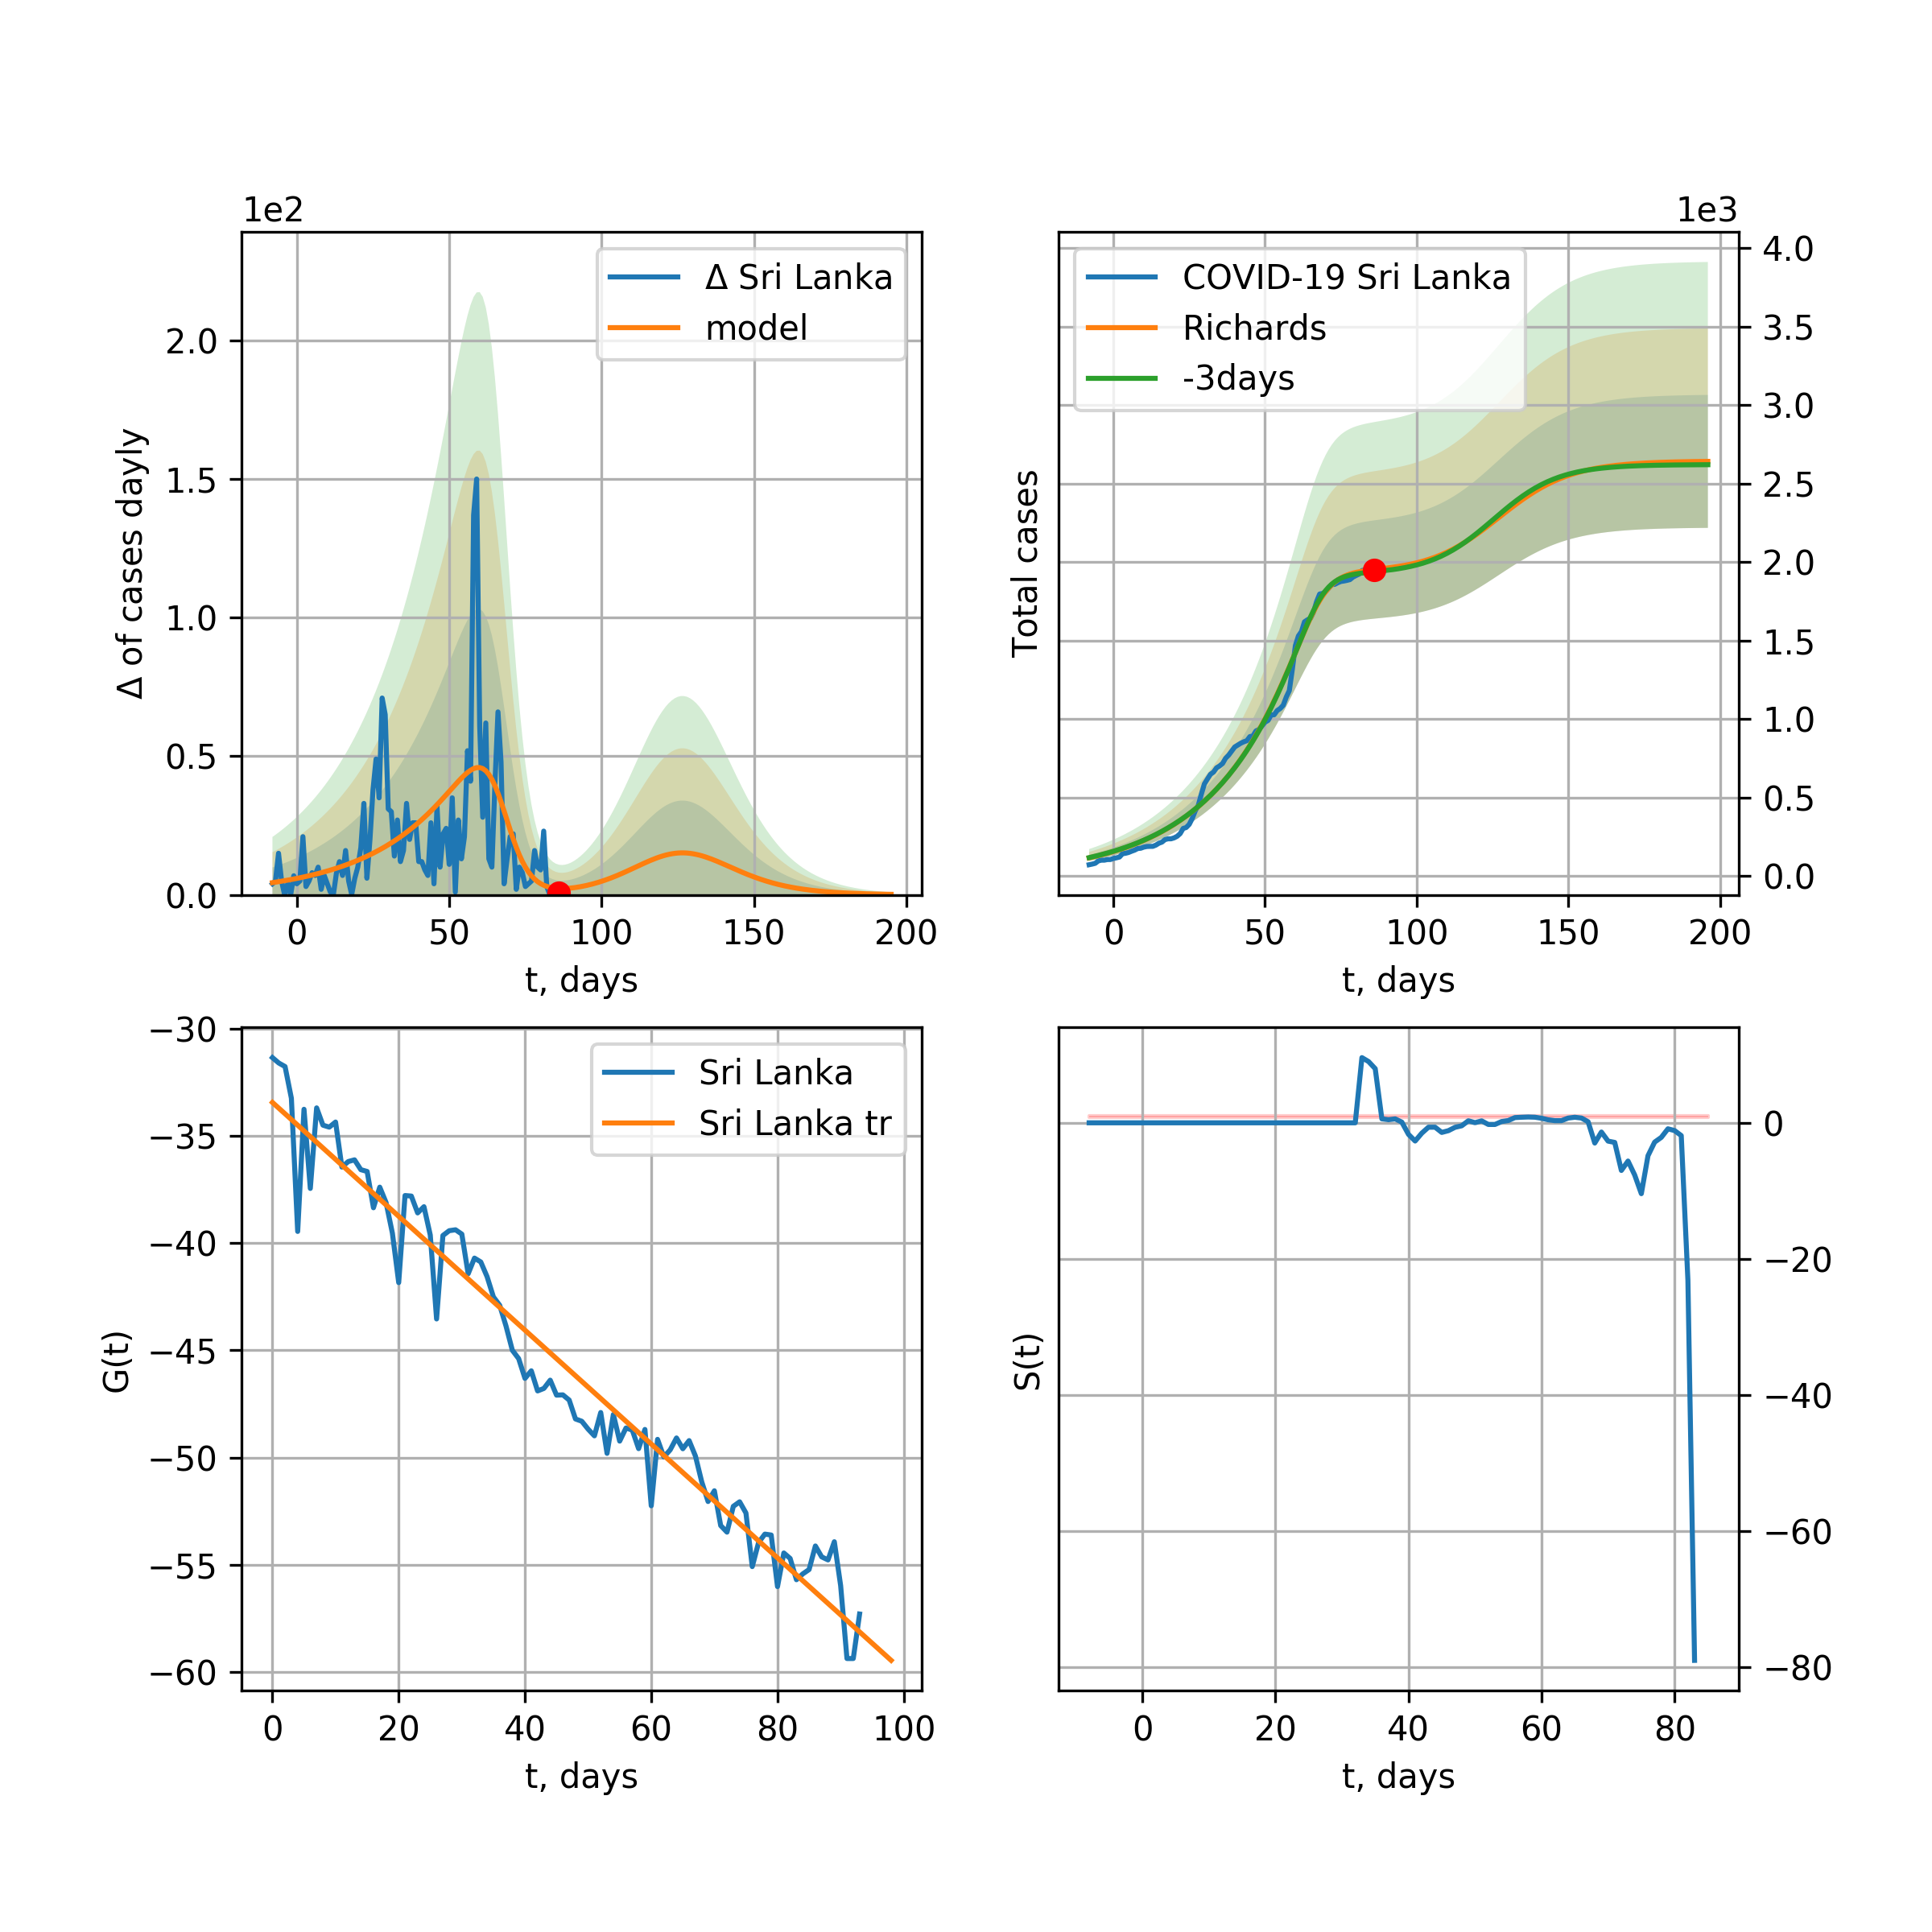 1e2
Δ of cases dayly
2.0
1.5
1.0
0.5
0.0
0 50 100 150 200
t, days
Δ Sri Lanka
model
1e3
Total cases
4.0
3.5
3.0
2.5
2.0
1.5
1.0
0.5
0.0
0 50 100 150 200
t, days
COVID-19 Sri Lanka
Richards
-3days
G(t)
−30
−35
−40
−45
−50
−55
−60
0 20 40 60 80 100
t, days
Sri Lanka
Sri Lanka tr
S(t)
0
−20
−40
−60
−80
0 20 40 60 80
t, days